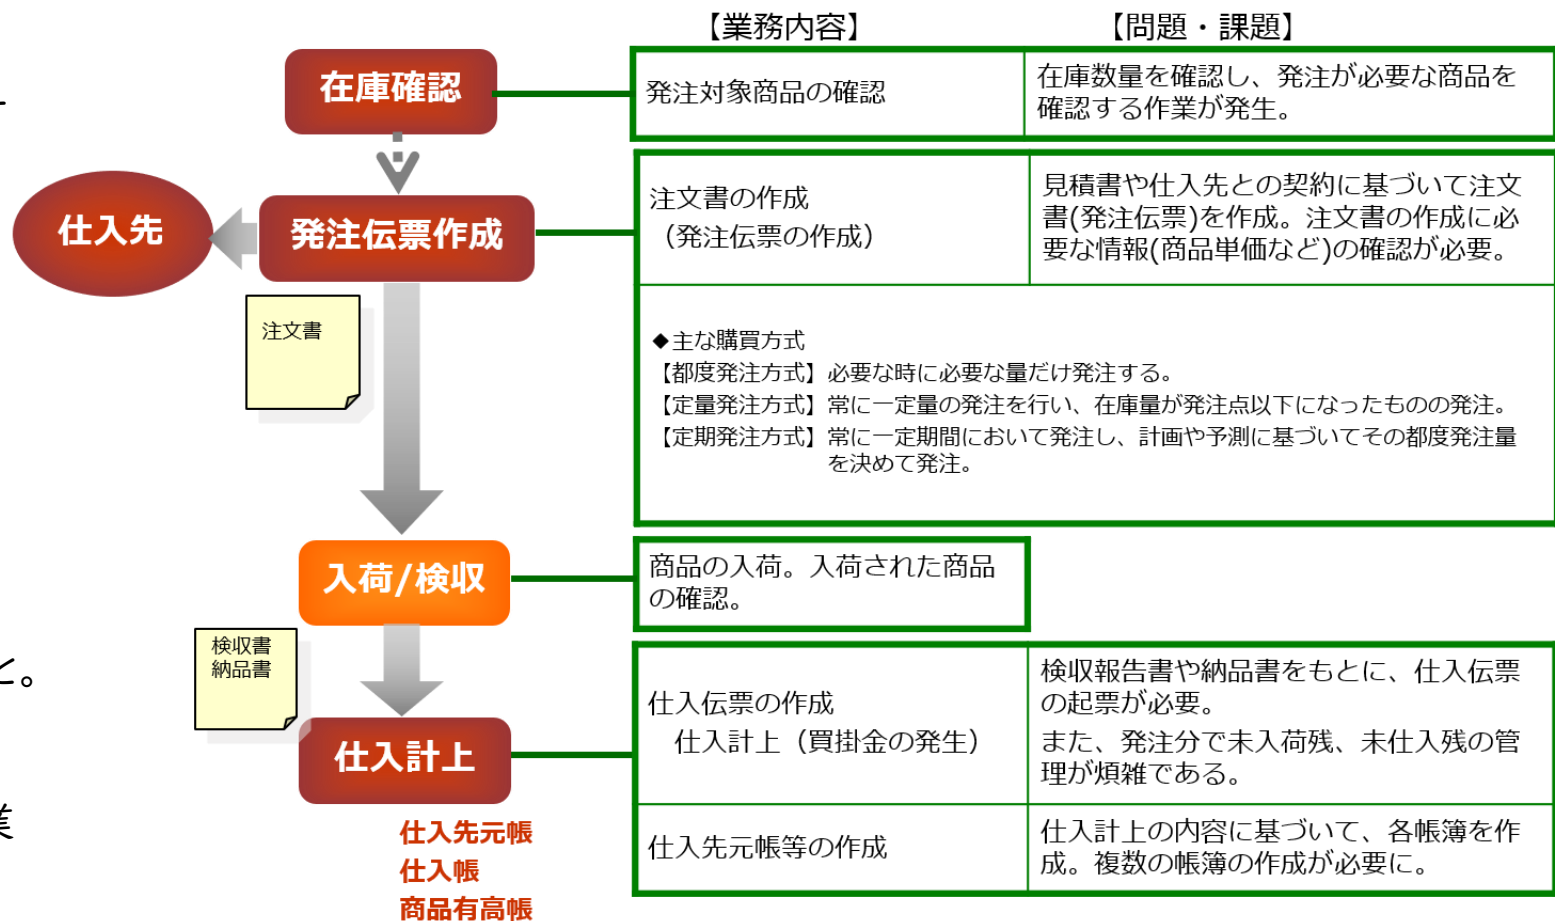 【業務内容】
【問題・課題】
在庫確認
発注対象商品の確認
在庫数量を確認し、発注が必要な商品を
確認する作業が発生。
仕入先
発注伝票作成
注文書の作成
（発注伝票の作成）
見積書や仕入先との契約に基づいて注文
書(発注伝票)を作成。注文書の作成に必
要な情報(商品単価など)の確認が必要。
注文書
◆主な購買方式
【都度発注方式】必要な時に必要な量だけ発注する。
【定量発注方式】常に一定量の発注を行い、在庫量が発注点以下になったものの発注。
【定期発注方式】常に一定期間において発注し、計画や予測に基づいてその都度発注量
を決めて発注。
入荷/検収
商品の入荷。入荷された商品
の確認。
検収書
納品書
と。
業
仕入計上
仕入伝票の作成
仕入計上（買掛金の発生）
検収報告書や納品書をもとに、仕入伝票
の起票が必要。
また、発注分で未入荷残、未仕入残の管
理が煩雑である。
仕入先元帳
仕入帳
商品有高帳
仕入先元帳等の作成
仕入計上の内容に基づいて、各帳簿を作
成。複数の帳簿の作成が必要に。